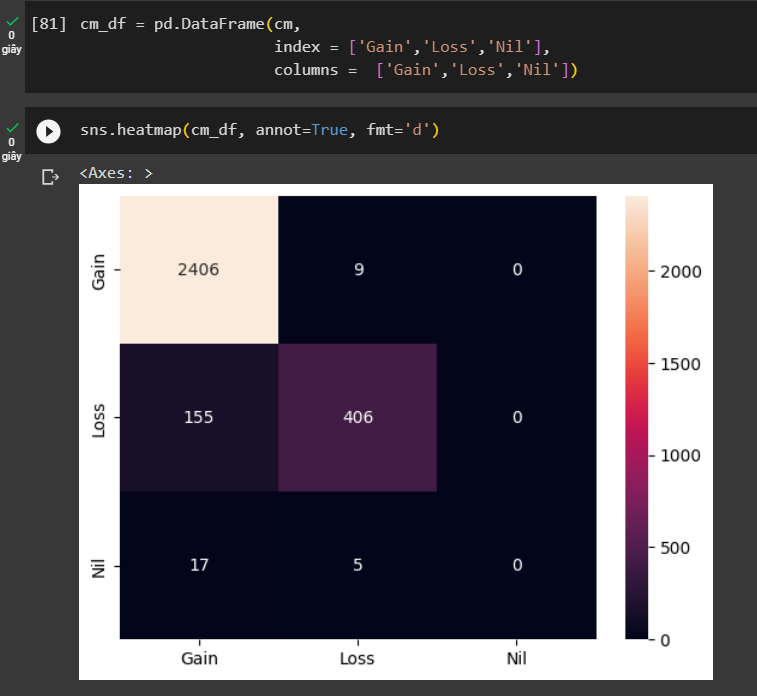 [81] cm_df = pd.DataFrame(cm,
0
giây
index = ['Gain','Loss','Nil'],
columns =  ['Gain','Loss','Nil'])
sns.heatmap(cm_df, annot=True, fmt='d')
0
giây
<Axes: >
Gain 2406 9 0
2000
1500
Loss 155 406 0
1000
500
Nil 17 5 0
0
Gain Loss Nil